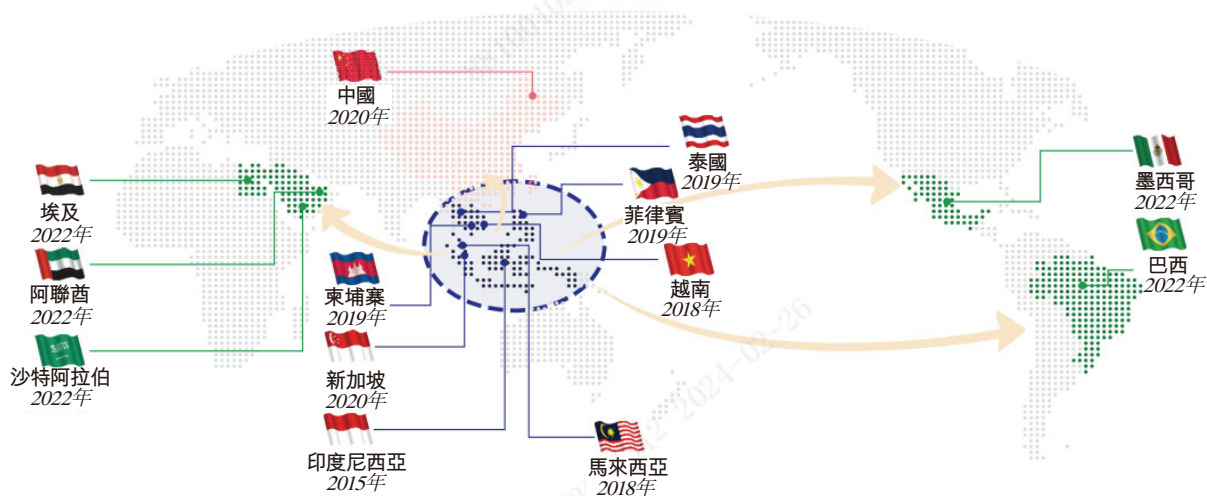 中國
2020年
泰國
2019年
埃及
2022年
菲律賓
2019年
墨西哥
2022年
阿聯酋
2022年
柬埔寨
2019年
越南
2018年
巴西
2022年
沙特阿拉伯
2022年
新加坡
2020年
印度尼西亞
2015年
馬來西亞
2018年
2024-02-26